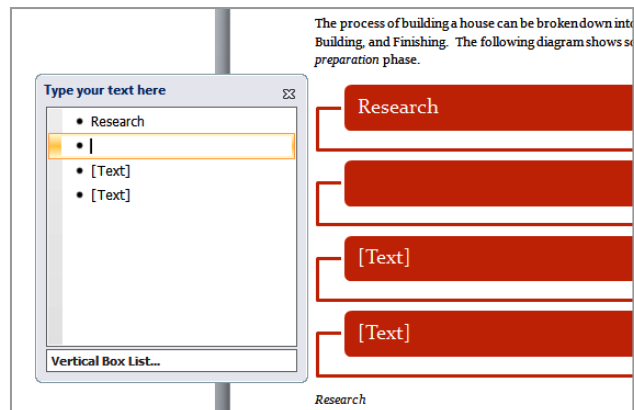 The process of building a house can be broken down into
Building, and Finishing. The following diagram shows
preparation phase.
Type your text here
Research
[Text]
[Text]
Vertical Box List...
Research
[Text]
[Text]
Research